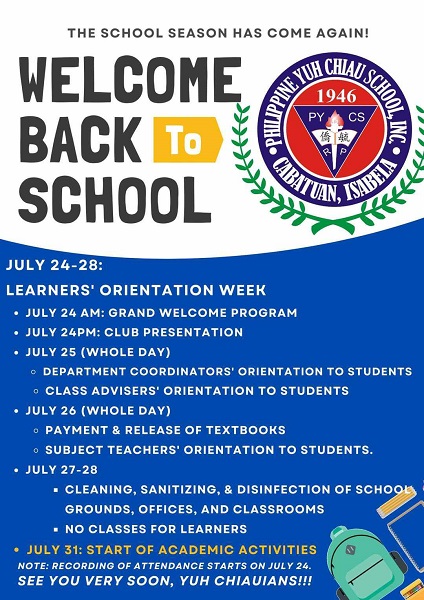 THE SCHOOL SEASON HAS COME AGAIN!
WELCOME
BACK To
SCHOOL
PHILIPPINE YUH CHIAU SCHOOL, INC.
1946
PY CS
僑 毓
R P
CABATUAN, ISABELA
JULY 24-28:
LEARNERS' ORIENTATION WEEK
• JULY 24 AM: GRAND WELCOME PROGRAM
• JULY 24PM: CLUB PRESENTATION
• JULY 25 (WHOLE DAY)
○ DEPARTMENT COORDINATORS' ORIENTATION TO STUDENTS
○ CLASS ADVISERS' ORIENTATION TO STUDENTS
• JULY 26 (WHOLE DAY)
○ PAYMENT & RELEASE OF TEXTBOOKS
○ SUBJECT TEACHERS' ORIENTATION TO STUDENTS.
• JULY 27-28
▪ CLEANING, SANITIZING, & DISINFECTION OF SCHOOL
GROUNDS, OFFICES, AND CLASSROOMS
▪ NO CLASSES FOR LEARNERS
• JULY 31: START OF ACADEMIC ACTIVITIES
NOTE: RECORDING OF ATTENDANCE STARTS ON JULY 24.
SEE YOU VERY SOON, YUH CHIAUIANS!!!